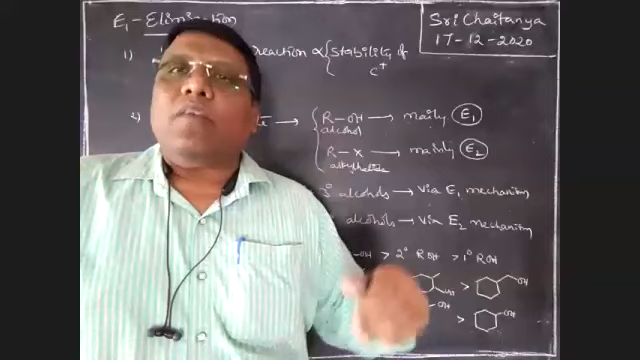 E1 - Elimination
Sri Chaitanya
17-12-2020
1) reaction ∝ { stability of
C+
2) → { R-OH → maily E1
alcohol
R-X → mainly E2
alkylhalide
3° alcohols → via E1 mechanism
alcohols → via E2 mechanism
-OH > 2° ROH > 1° ROH
> OH
-OH > -OH